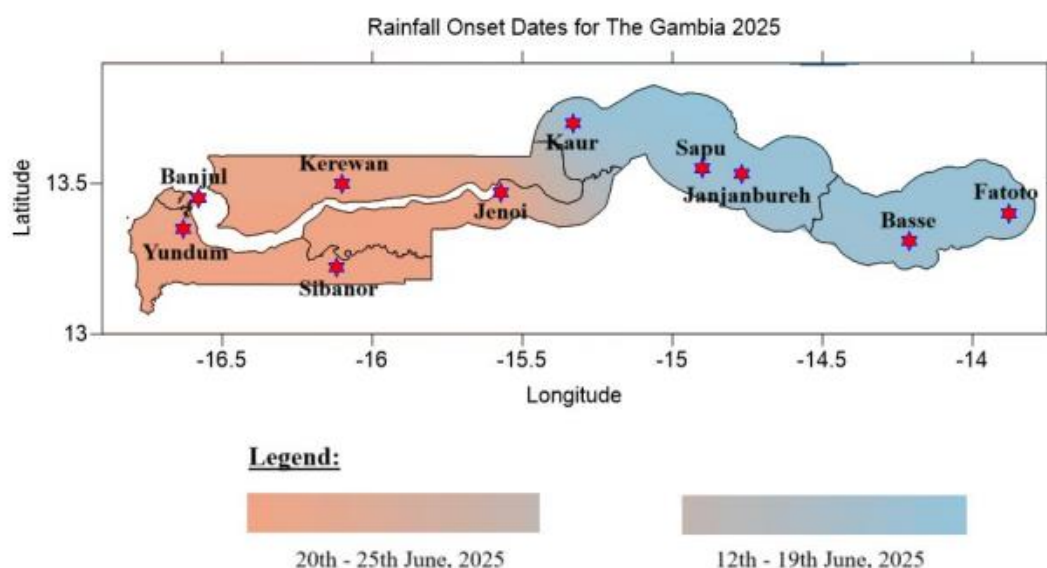 Rainfall Onset Dates for The Gambia 2025
Latitude
13.5
13
Banjul
Yundum
Kerewan
Sibanor
Jenoi
Kaur
Sapu
Janjanbureh
Basse
Fatoto
-16.5 -16 -15.5 -15 -14.5 -14
Longitude
Legend:
20th - 25th June, 2025 12th - 19th June, 2025